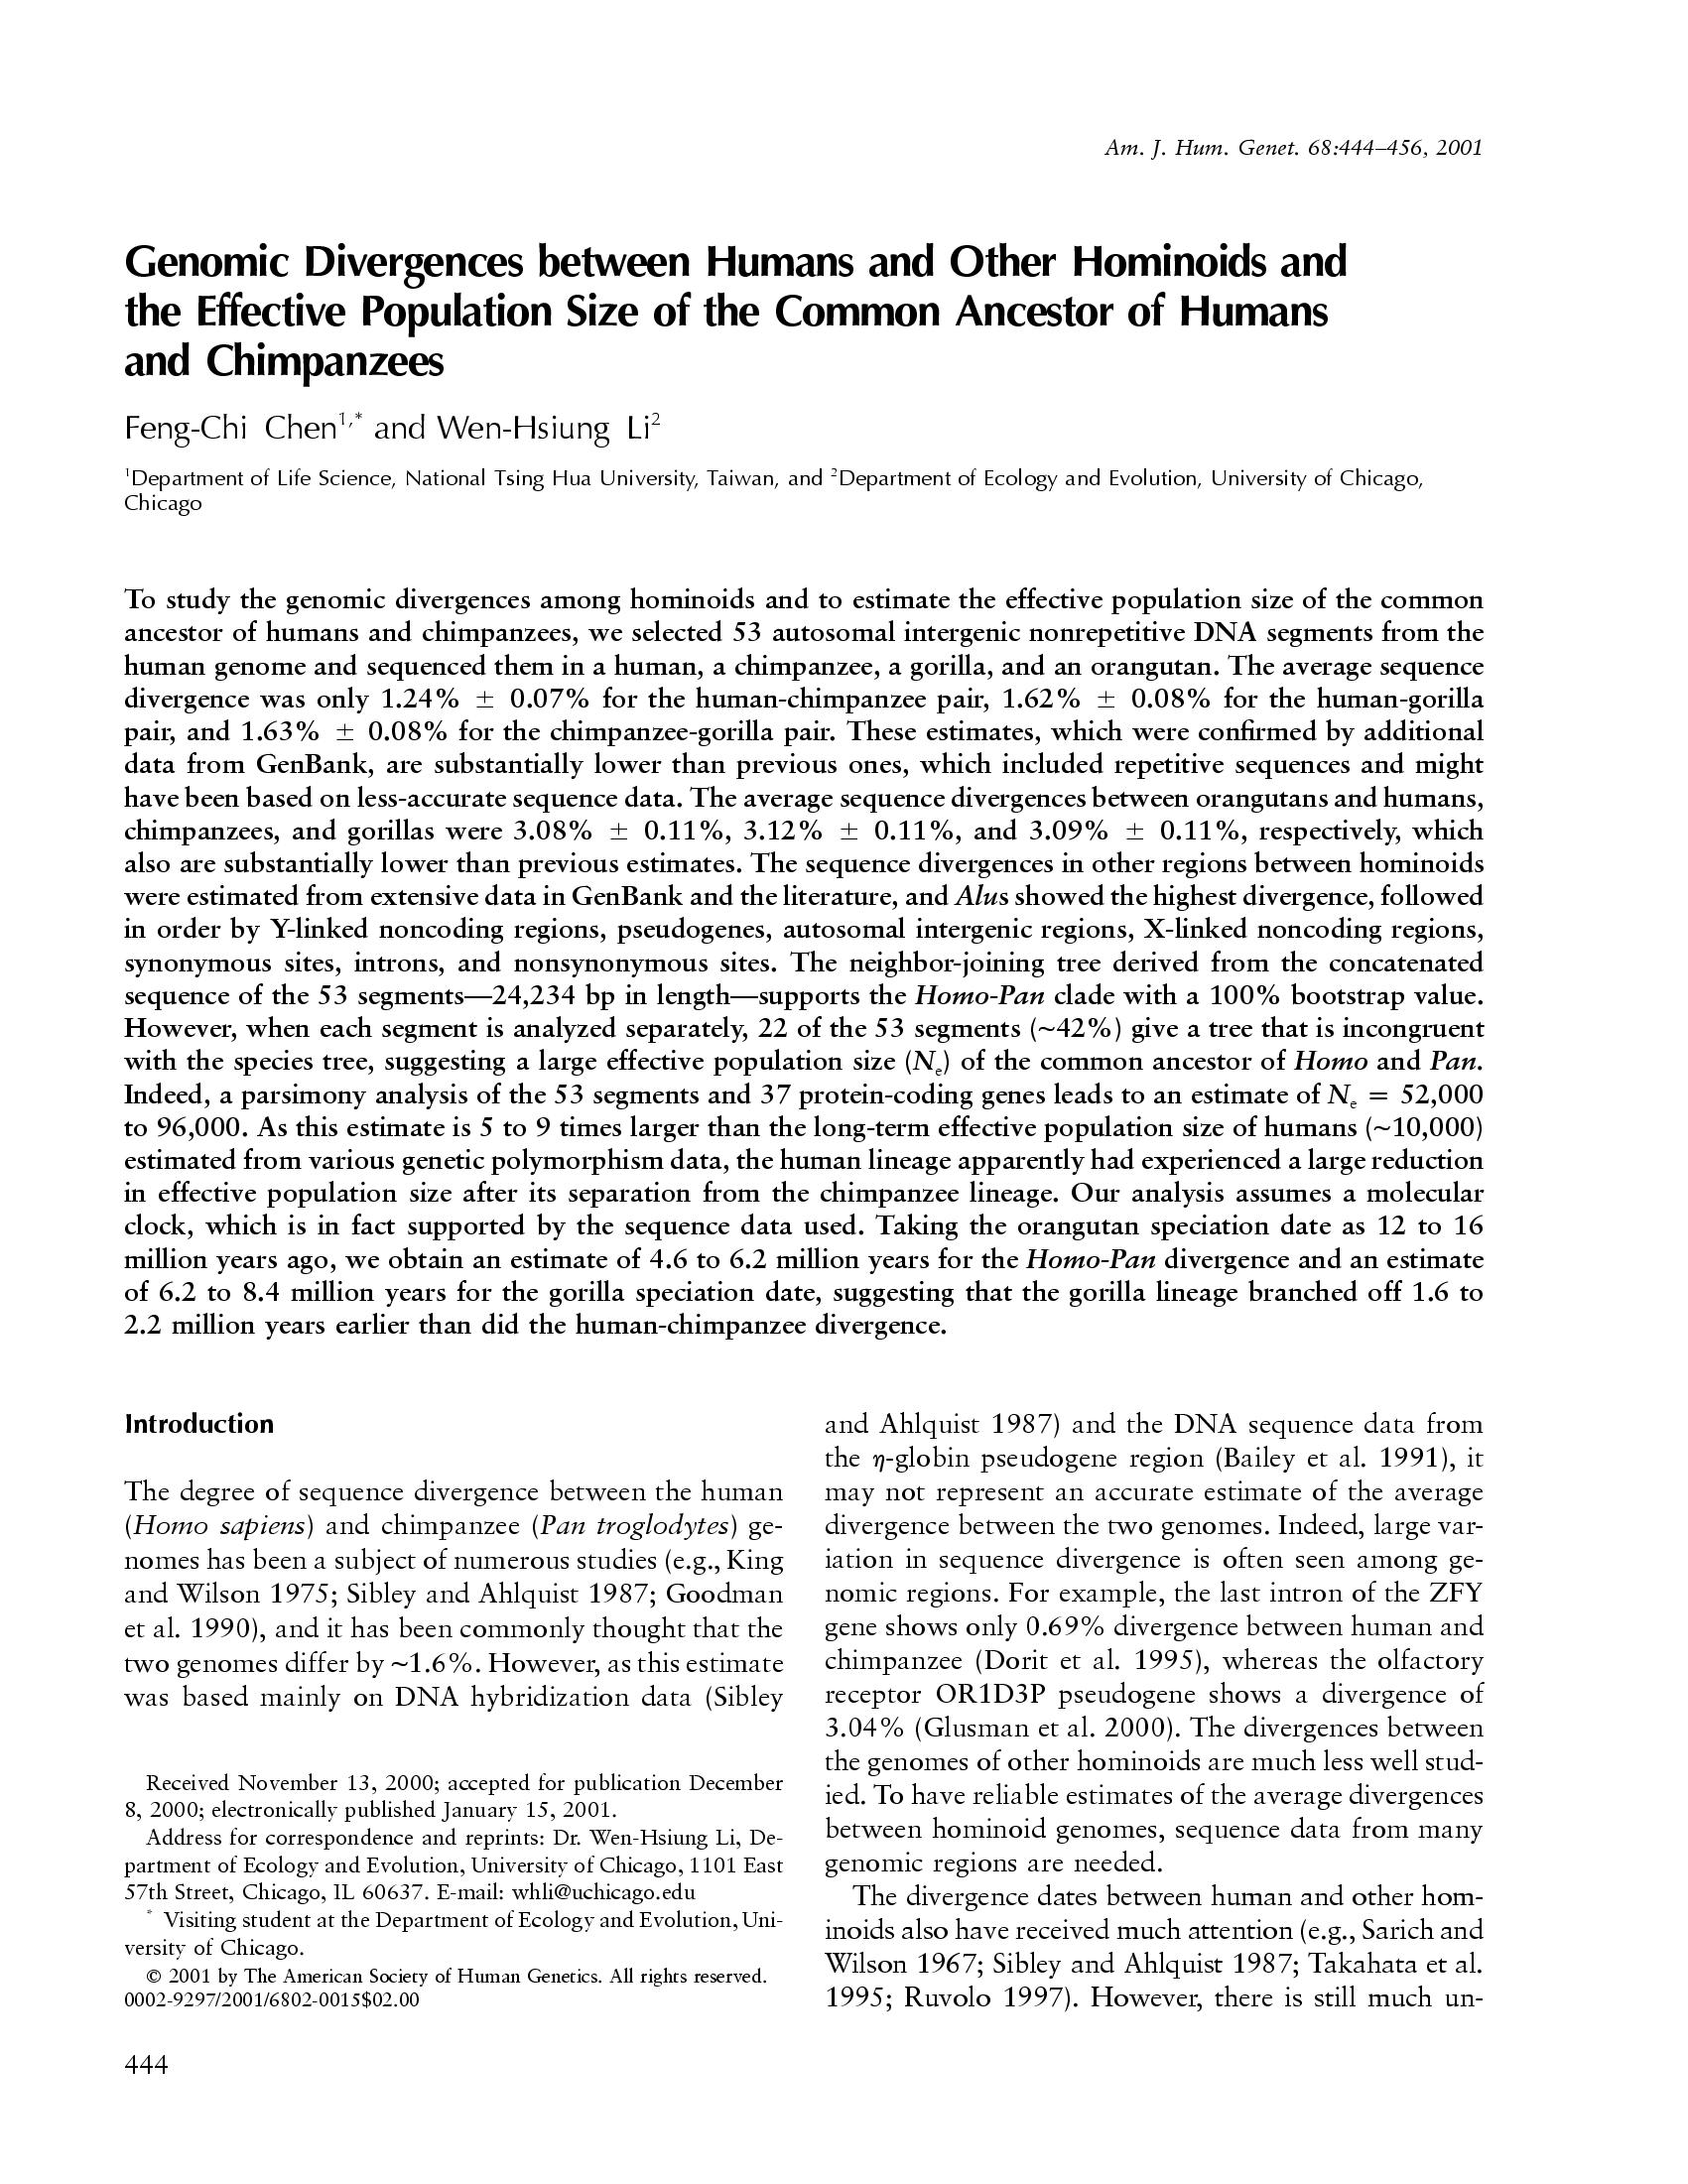 Am. J. Hum. Genet. 68:444–456, 2001
Genomic Divergences between Humans and Other Hominoids and
the Effective Population Size of the Common Ancestor of Humans
and Chimpanzees
Feng-Chi Chen1,* and Wen-Hsiung Li2
1Department of Life Science, National Tsing Hua University, Taiwan, and 2Department of Ecology and Evolution, University of Chicago,
Chicago
To study the genomic divergences among hominoids and to estimate the effective population size of the common
ancestor of humans and chimpanzees, we selected 53 autosomal intergenic nonrepetitive DNA segments from the
human genome and sequenced them in a human, a chimpanzee, a gorilla, and an orangutan. The average sequence
divergence was only 1.24% ± 0.07% for the human-chimpanzee pair, 1.62% ± 0.08% for the human-gorilla
pair, and 1.63% ± 0.08% for the chimpanzee-gorilla pair. These estimates, which were confirmed by additional
data from GenBank, are substantially lower than previous ones, which included repetitive sequences and might
have been based on less-accurate sequence data. The average sequence divergences between orangutans and humans,
chimpanzees, and gorillas were 3.08% ± 0.11%, 3.12% ± 0.11%, and 3.09% ± 0.11%, respectively, which
also are substantially lower than previous estimates. The sequence divergences in other regions between hominoids
were estimated from extensive data in GenBank and the literature, and Alus showed the highest divergence, followed
in order by Y-linked noncoding regions, pseudogenes, autosomal intergenic regions, X-linked noncoding regions,
synonymous sites, introns, and nonsynonymous sites. The neighbor-joining tree derived from the concatenated
sequence of the 53 segments—24,234 bp in length—supports the Homo-Pan clade with a 100% bootstrap value.
However, when each segment is analyzed separately, 22 of the 53 segments (~42%) give a tree that is incongruent
with the species tree, suggesting a large effective population size (Ne) of the common ancestor of Homo and Pan.
Indeed, a parsimony analysis of the 53 segments and 37 protein-coding genes leads to an estimate of Ne = 52,000
to 96,000. As this estimate is 5 to 9 times larger than the long-term effective population size of humans (~10,000)
estimated from various genetic polymorphism data, the human lineage apparently had experienced a large reduction
in effective population size after its separation from the chimpanzee lineage. Our analysis assumes a molecular
clock, which is in fact supported by the sequence data used. Taking the orangutan speciation date as 12 to 16
million years ago, we obtain an estimate of 4.6 to 6.2 million years for the Homo-Pan divergence and an estimate
of 6.2 to 8.4 million years for the gorilla speciation date, suggesting that the gorilla lineage branched off 1.6 to
2.2 million years earlier than did the human-chimpanzee divergence.
Introduction
The degree of sequence divergence between the human
(Homo sapiens) and chimpanzee (Pan troglodytes) ge-
nomes has been a subject of numerous studies (e.g., King
and Wilson 1975; Sibley and Ahlquist 1987; Goodman
et al. 1990), and it has been commonly thought that the
two genomes differ by ~1.6%. However, as this estimate
was based mainly on DNA hybridization data (Sibley
Received November 13, 2000; accepted for publication December
8, 2000; electronically published January 15, 2001.
Address for correspondence and reprints: Dr. Wen-Hsiung Li, De-
partment of Ecology and Evolution, University of Chicago, 1101 East
57th Street, Chicago, IL 60637. E-mail: whli@uchicago.edu
* Visiting student at the Department of Ecology and Evolution, Uni-
versity of Chicago.
© 2001 by The American Society of Human Genetics. All rights reserved.
0002-9297/2001/6802-0015$02.00
and Ahlquist 1987) and the DNA sequence data from
the η-globin pseudogene region (Bailey et al. 1991), it
may not represent an accurate estimate of the average
divergence between the two genomes. Indeed, large var-
iation in sequence divergence is often seen among ge-
nomic regions. For example, the last intron of the ZFY
gene shows only 0.69% divergence between human and
chimpanzee (Dorit et al. 1995), whereas the olfactory
receptor OR1D3P pseudogene shows a divergence of
3.04% (Glusman et al. 2000). The divergences between
the genomes of other hominoids are much less well stud-
ied. To have reliable estimates of the average divergences
between hominoid genomes, sequence data from many
genomic regions are needed.
The divergence dates between human and other hom-
inoids also have received much attention (e.g., Sarich and
Wilson 1967; Sibley and Ahlquist 1987; Takahata et al.
1995; Ruvolo 1997). However, there is still much un-
444